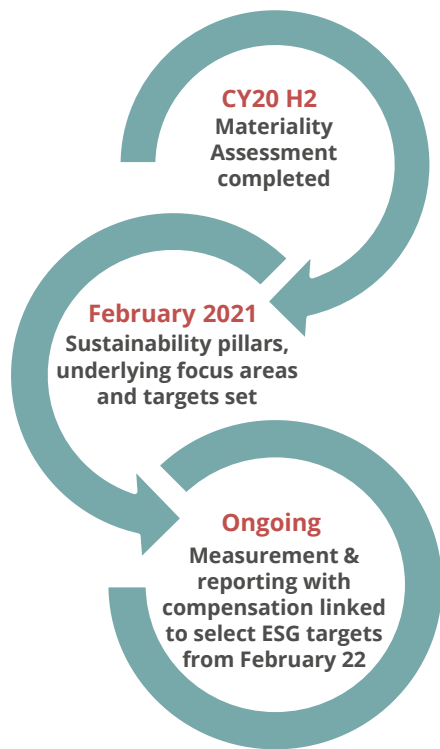 CY20 H2
Materiality
Assessment
completed
February 2021
Sustainability pillars,
underlying focus areas
and targets set
Ongoing
Measurement &
reporting with
compensation linked
to select ESG targets
from February 22